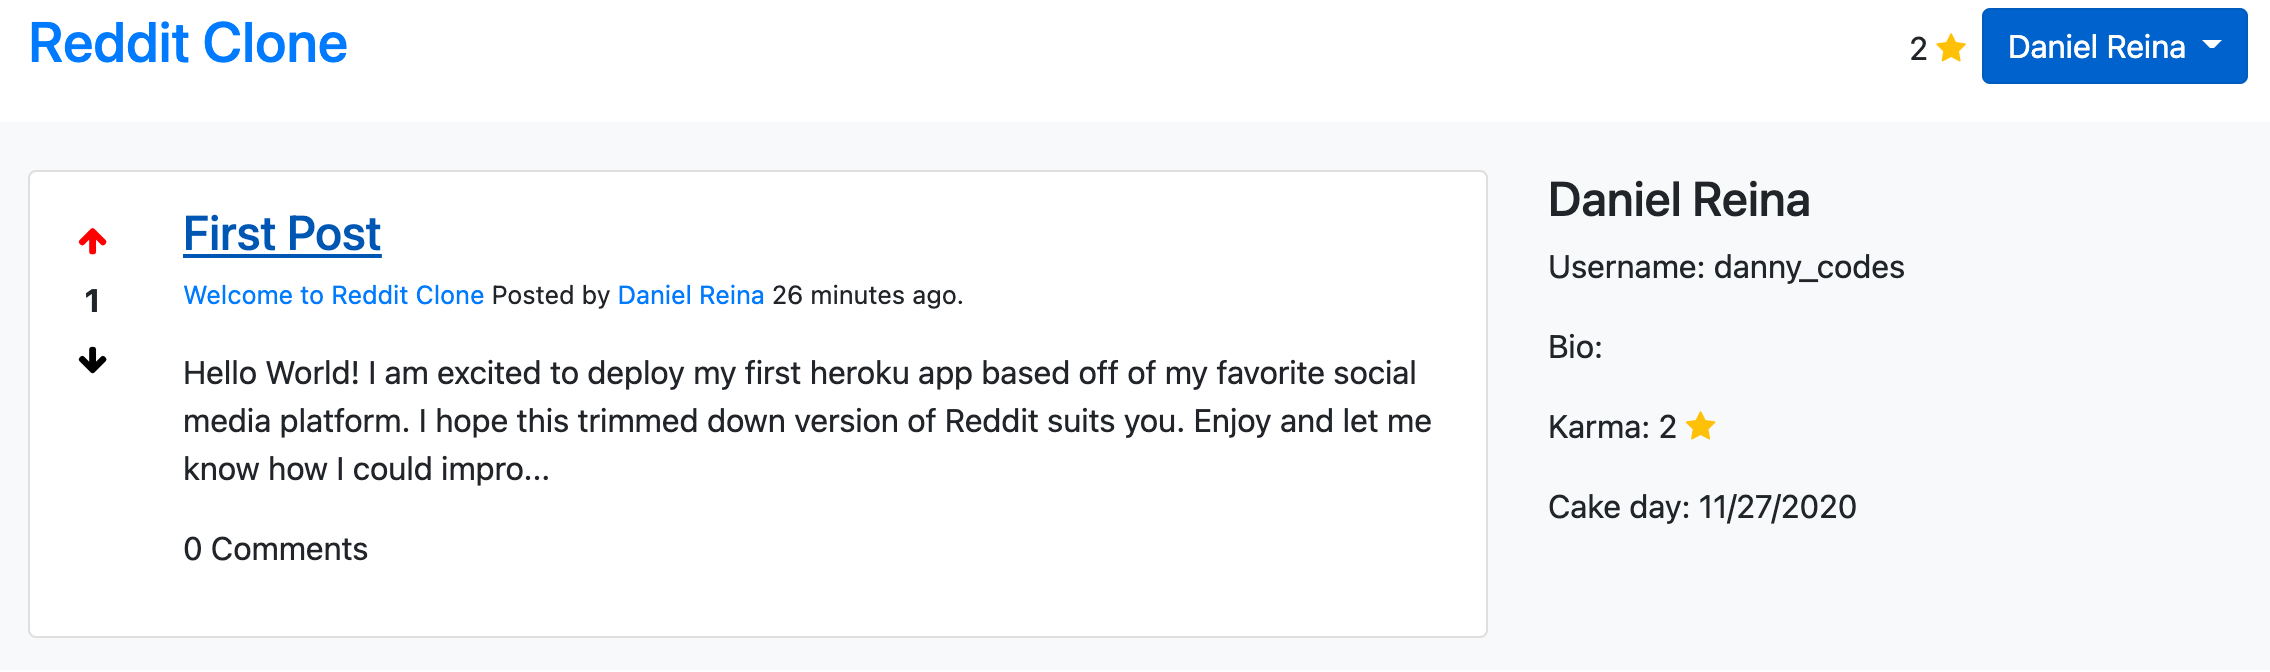 Reddit Clone
2
Daniel Reina
First Post
1
Welcome to Reddit Clone Posted by Daniel Reina 26 minutes ago.
Hello World! I am excited to deploy my first heroku app based off of my favorite social
media platform. I hope this trimmed down version of Reddit suits you. Enjoy and let me
know how I could impro...
0 Comments
Daniel Reina
Username: danny_codes
Bio:
Karma: 2
Cake day: 11/27/2020